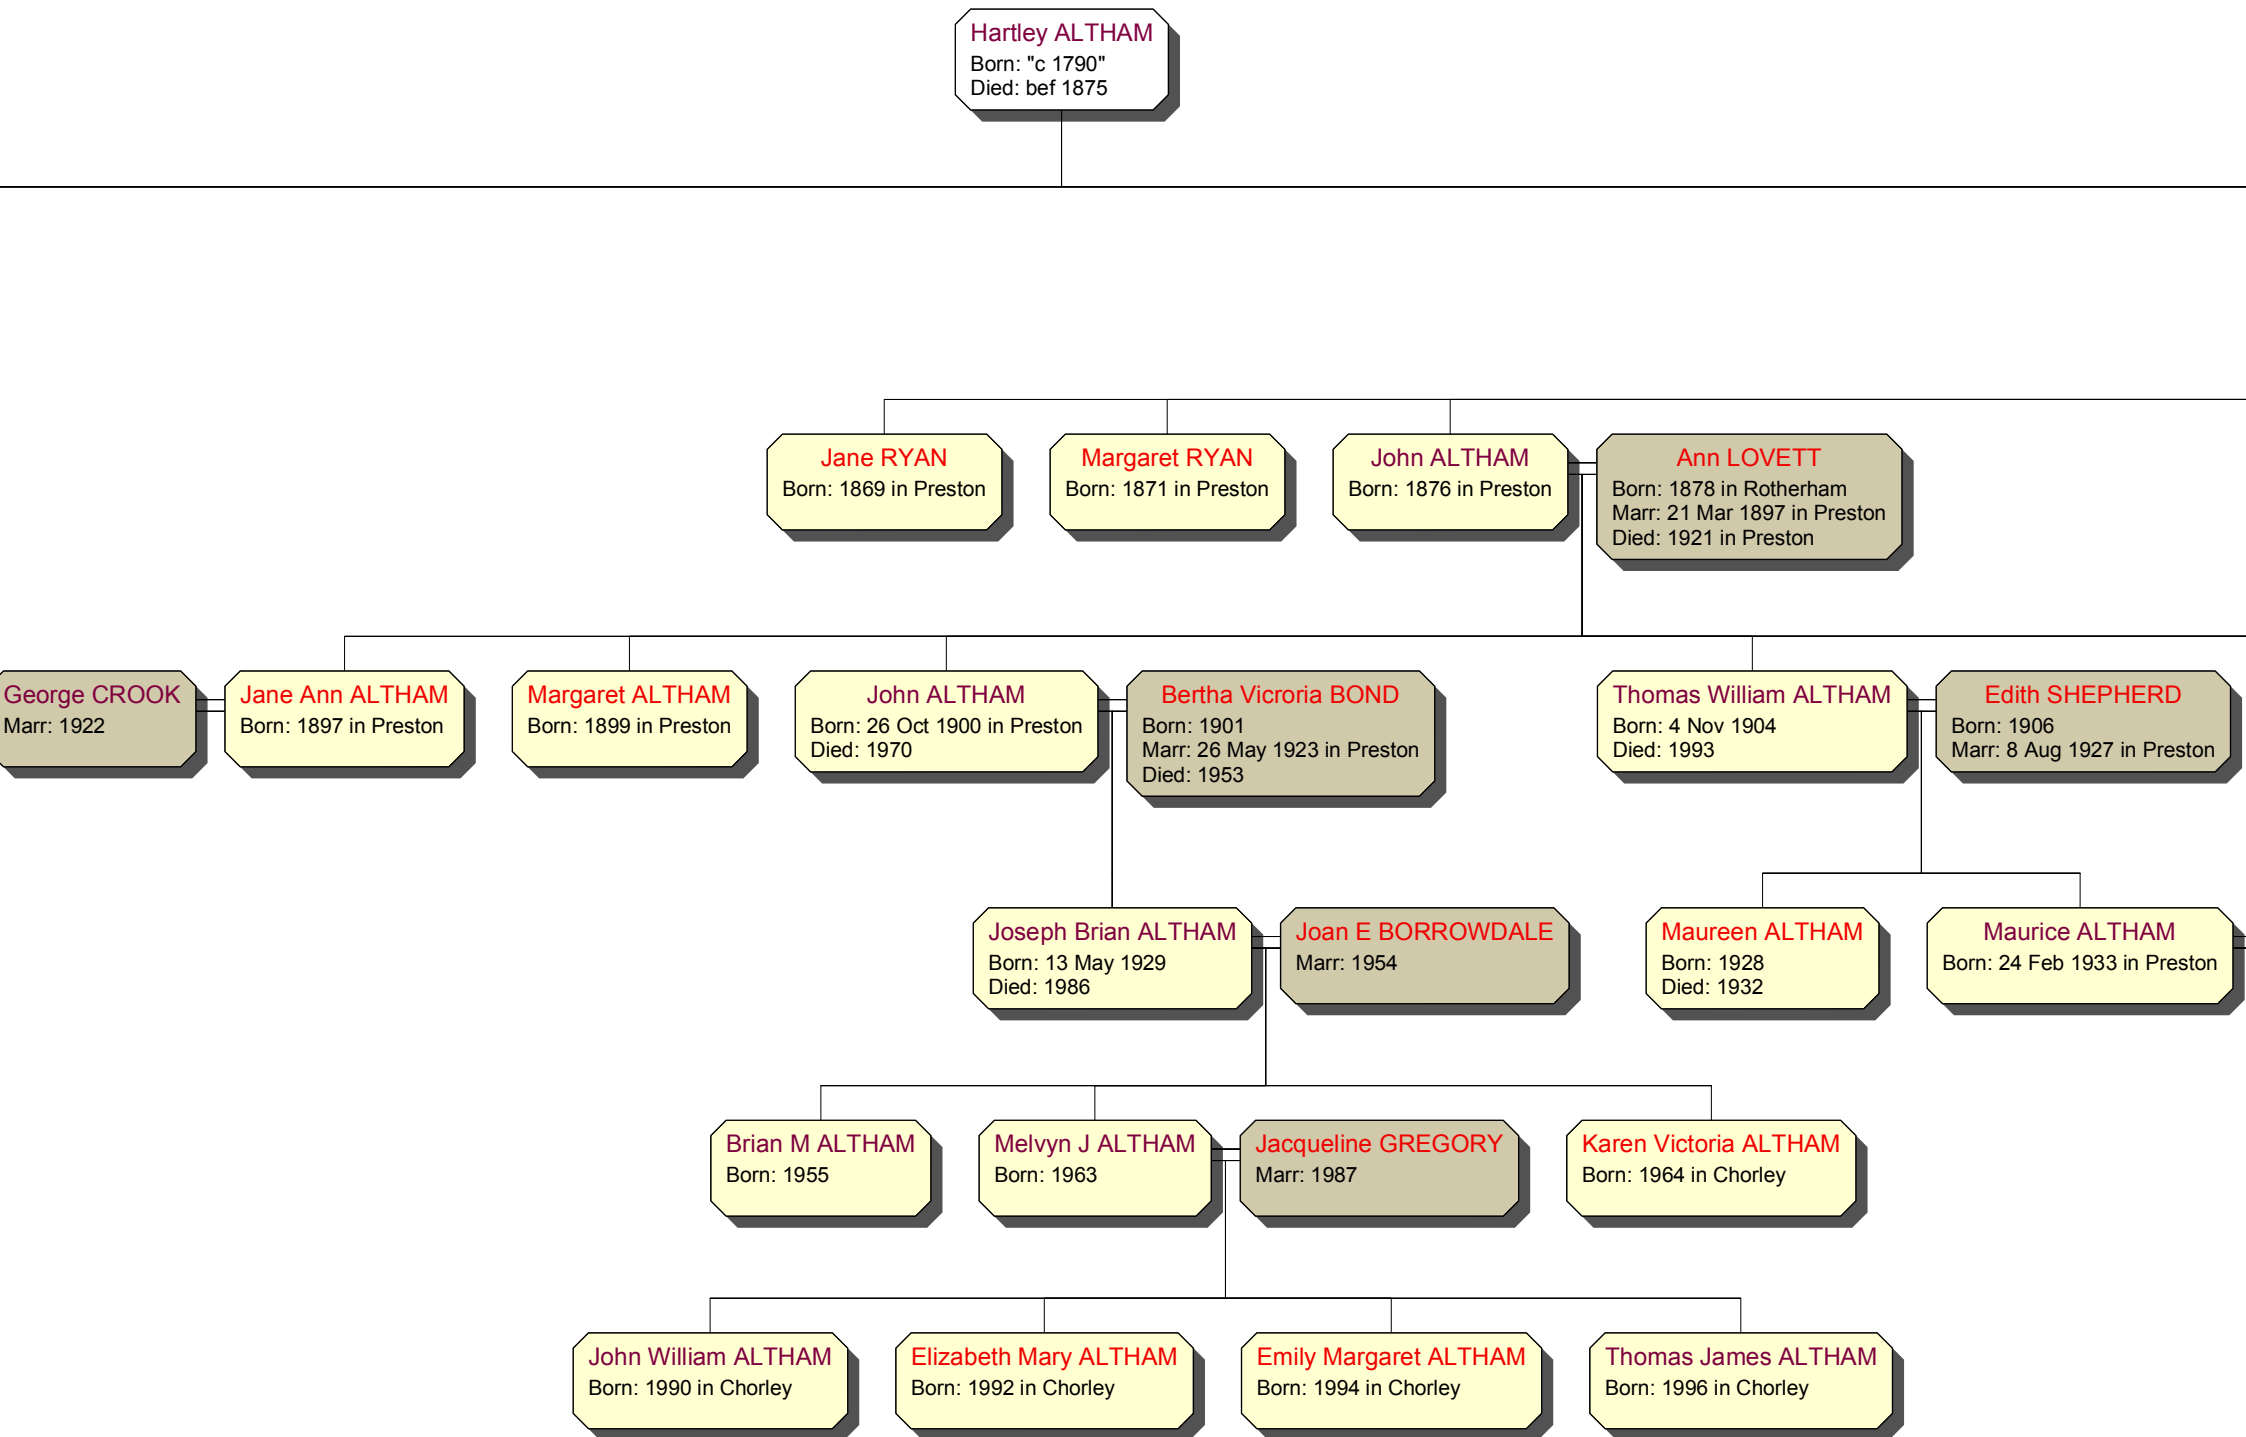 Hartley ALTHAM
Born: "c 1790"
Died: bef 1875
Jane RYAN
Born: 1869 in Preston
Margaret RYAN
Born: 1871 in Preston
John ALTHAM
Born: 1876 in Preston
Ann LOVETT
Born: 1878 in Rotherham
Marr: 21 Mar 1897 in Preston
Died: 1921 in Preston
George CROOK
Marr: 1922
Jane Ann ALTHAM
Born: 1897 in Preston
Margaret ALTHAM
Born: 1899 in Preston
John ALTHAM
Born: 26 Oct 1900 in Preston
Died: 1970
Bertha Vicroria BOND
Born: 1901
Marr: 26 May 1923 in Preston
Died: 1953
Thomas William ALTHAM
Born: 4 Nov 1904
Died: 1993
Edith SHEPHERD
Born: 1906
Marr: 8 Aug 1927 in Preston
Joseph Brian ALTHAM
Born: 13 May 1929
Died: 1986
Joan E BORROWDALE
Marr: 1954
Maureen ALTHAM
Born: 1928
Died: 1932
Maurice ALTHAM
Born: 24 Feb 1933 in Preston
Brian M ALTHAM
Born: 1955
Melvyn J ALTHAM
Born: 1963
Jacqueline GREGORY
Marr: 1987
Karen Victoria ALTHAM
Born: 1964 in Chorley
John William ALTHAM
Born: 1990 in Chorley
Elizabeth Mary ALTHAM
Born: 1992 in Chorley
Emily Margaret ALTHAM
Born: 1994 in Chorley
Thomas James ALTHAM
Born: 1996 in Chorley